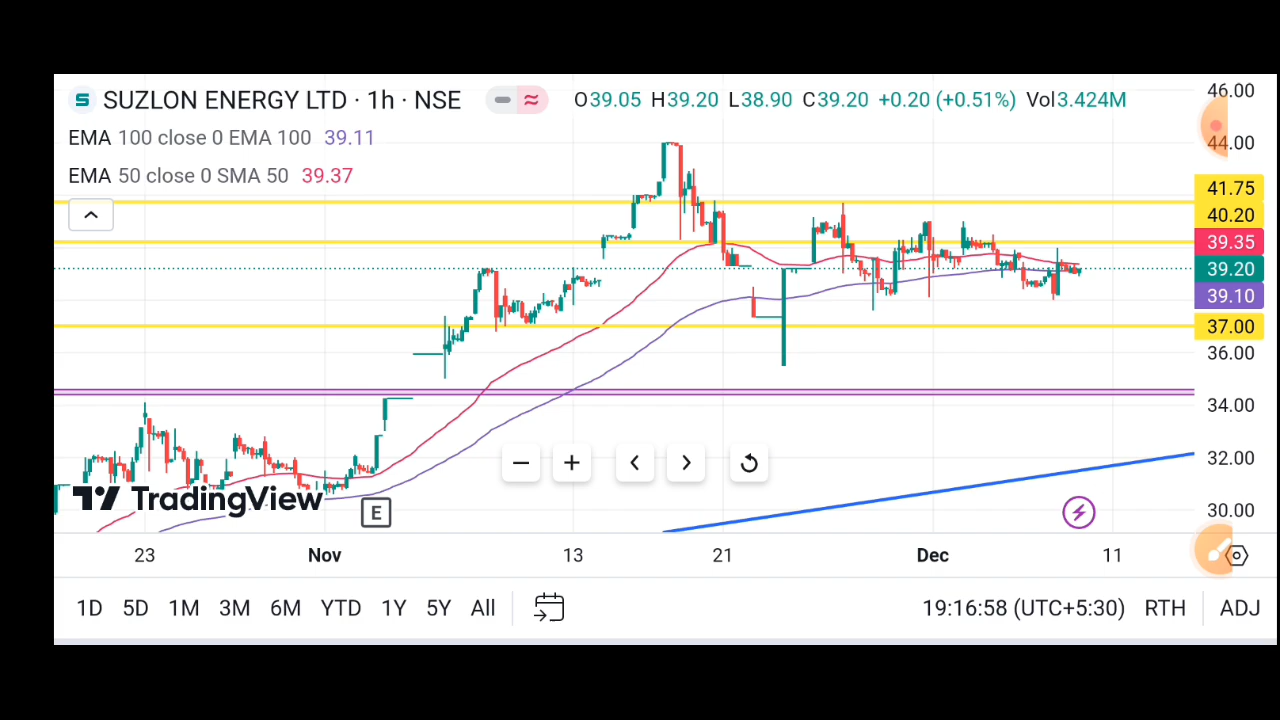 SUZLON ENERGY LTD · 1h · NSE O39.05 H39.20 L38.90 C39.20 +0.20 (+0.51%) Vol3.424M
EMA 100 close 0 EMA 100 39.11
EMA 50 close 0 SMA 50 39.37
46.00
44.00
41.75
40.20
39.35
39.20
39.10
37.00
36.00
34.00
32.00
30.00
TradingView
E
23 Nov 13 21 Dec 11
1D 5D 1M 3M 6M YTD 1Y 5Y All 19:16:58 (UTC+5:30) RTH ADJ